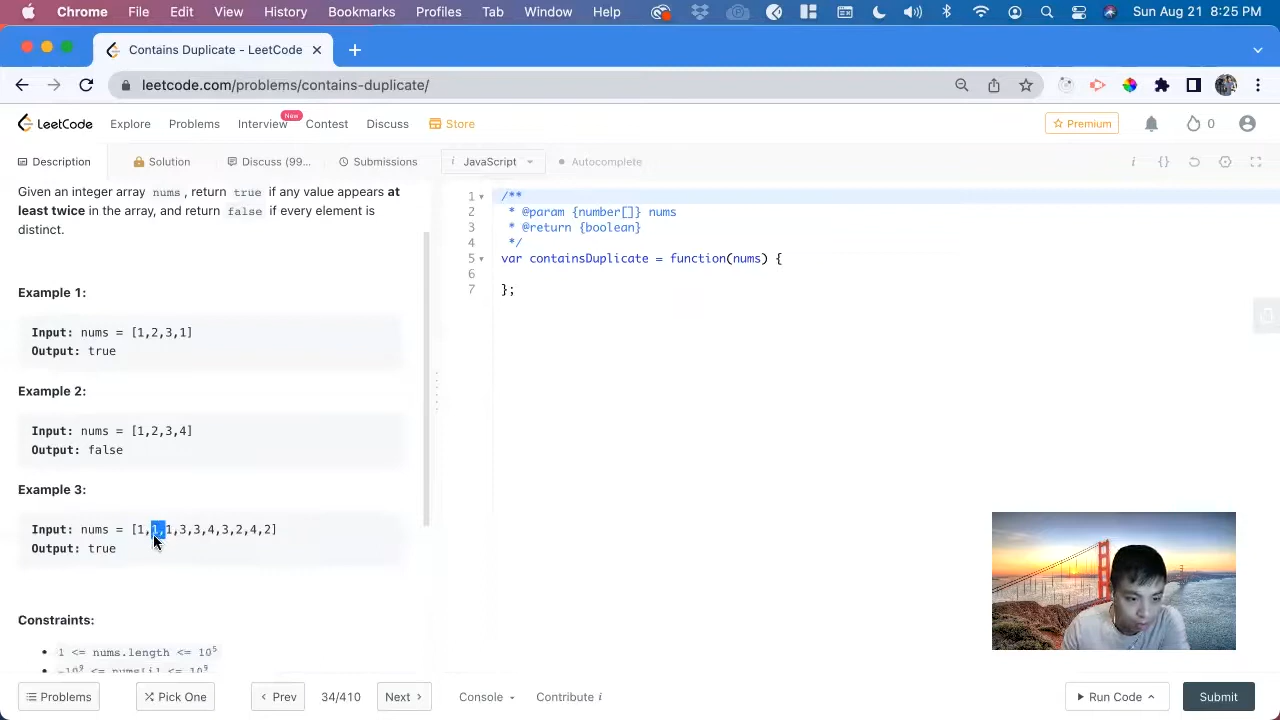 Chrome File Edit View History Bookmarks Profiles Tab Window Help Sun Aug 21 8:25 PM
Contains Duplicate - LeetCode
leetcode.com/problems/contains-duplicate/
LeetCode Explore Problems Interview New Contest Discuss Store Premium 0
Description Solution Discuss (99... Submissions i JavaScript Autocomplete i {}
Given an integer array nums, return true if any value appears at
least twice in the array, and return false if every element is
distinct.
Example 1:
Input: nums = [1,2,3,1]
Output: true
Example 2:
Input: nums = [1,2,3,4]
Output: false
Example 3:
Input: nums = [1,1,1,3,3,4,3,2,4,2]
Output: true
Constraints:
1 <= nums.length <= 10⁵
-10⁹ <= nums[i] <= 10⁹
1 /**
2 * @param {number[]} nums
3 * @return {boolean}
4 */
5 var containsDuplicate = function(nums) {
6
7 };
Problems Pick One Prev 34/410 Next Console Contribute i Run Code Submit